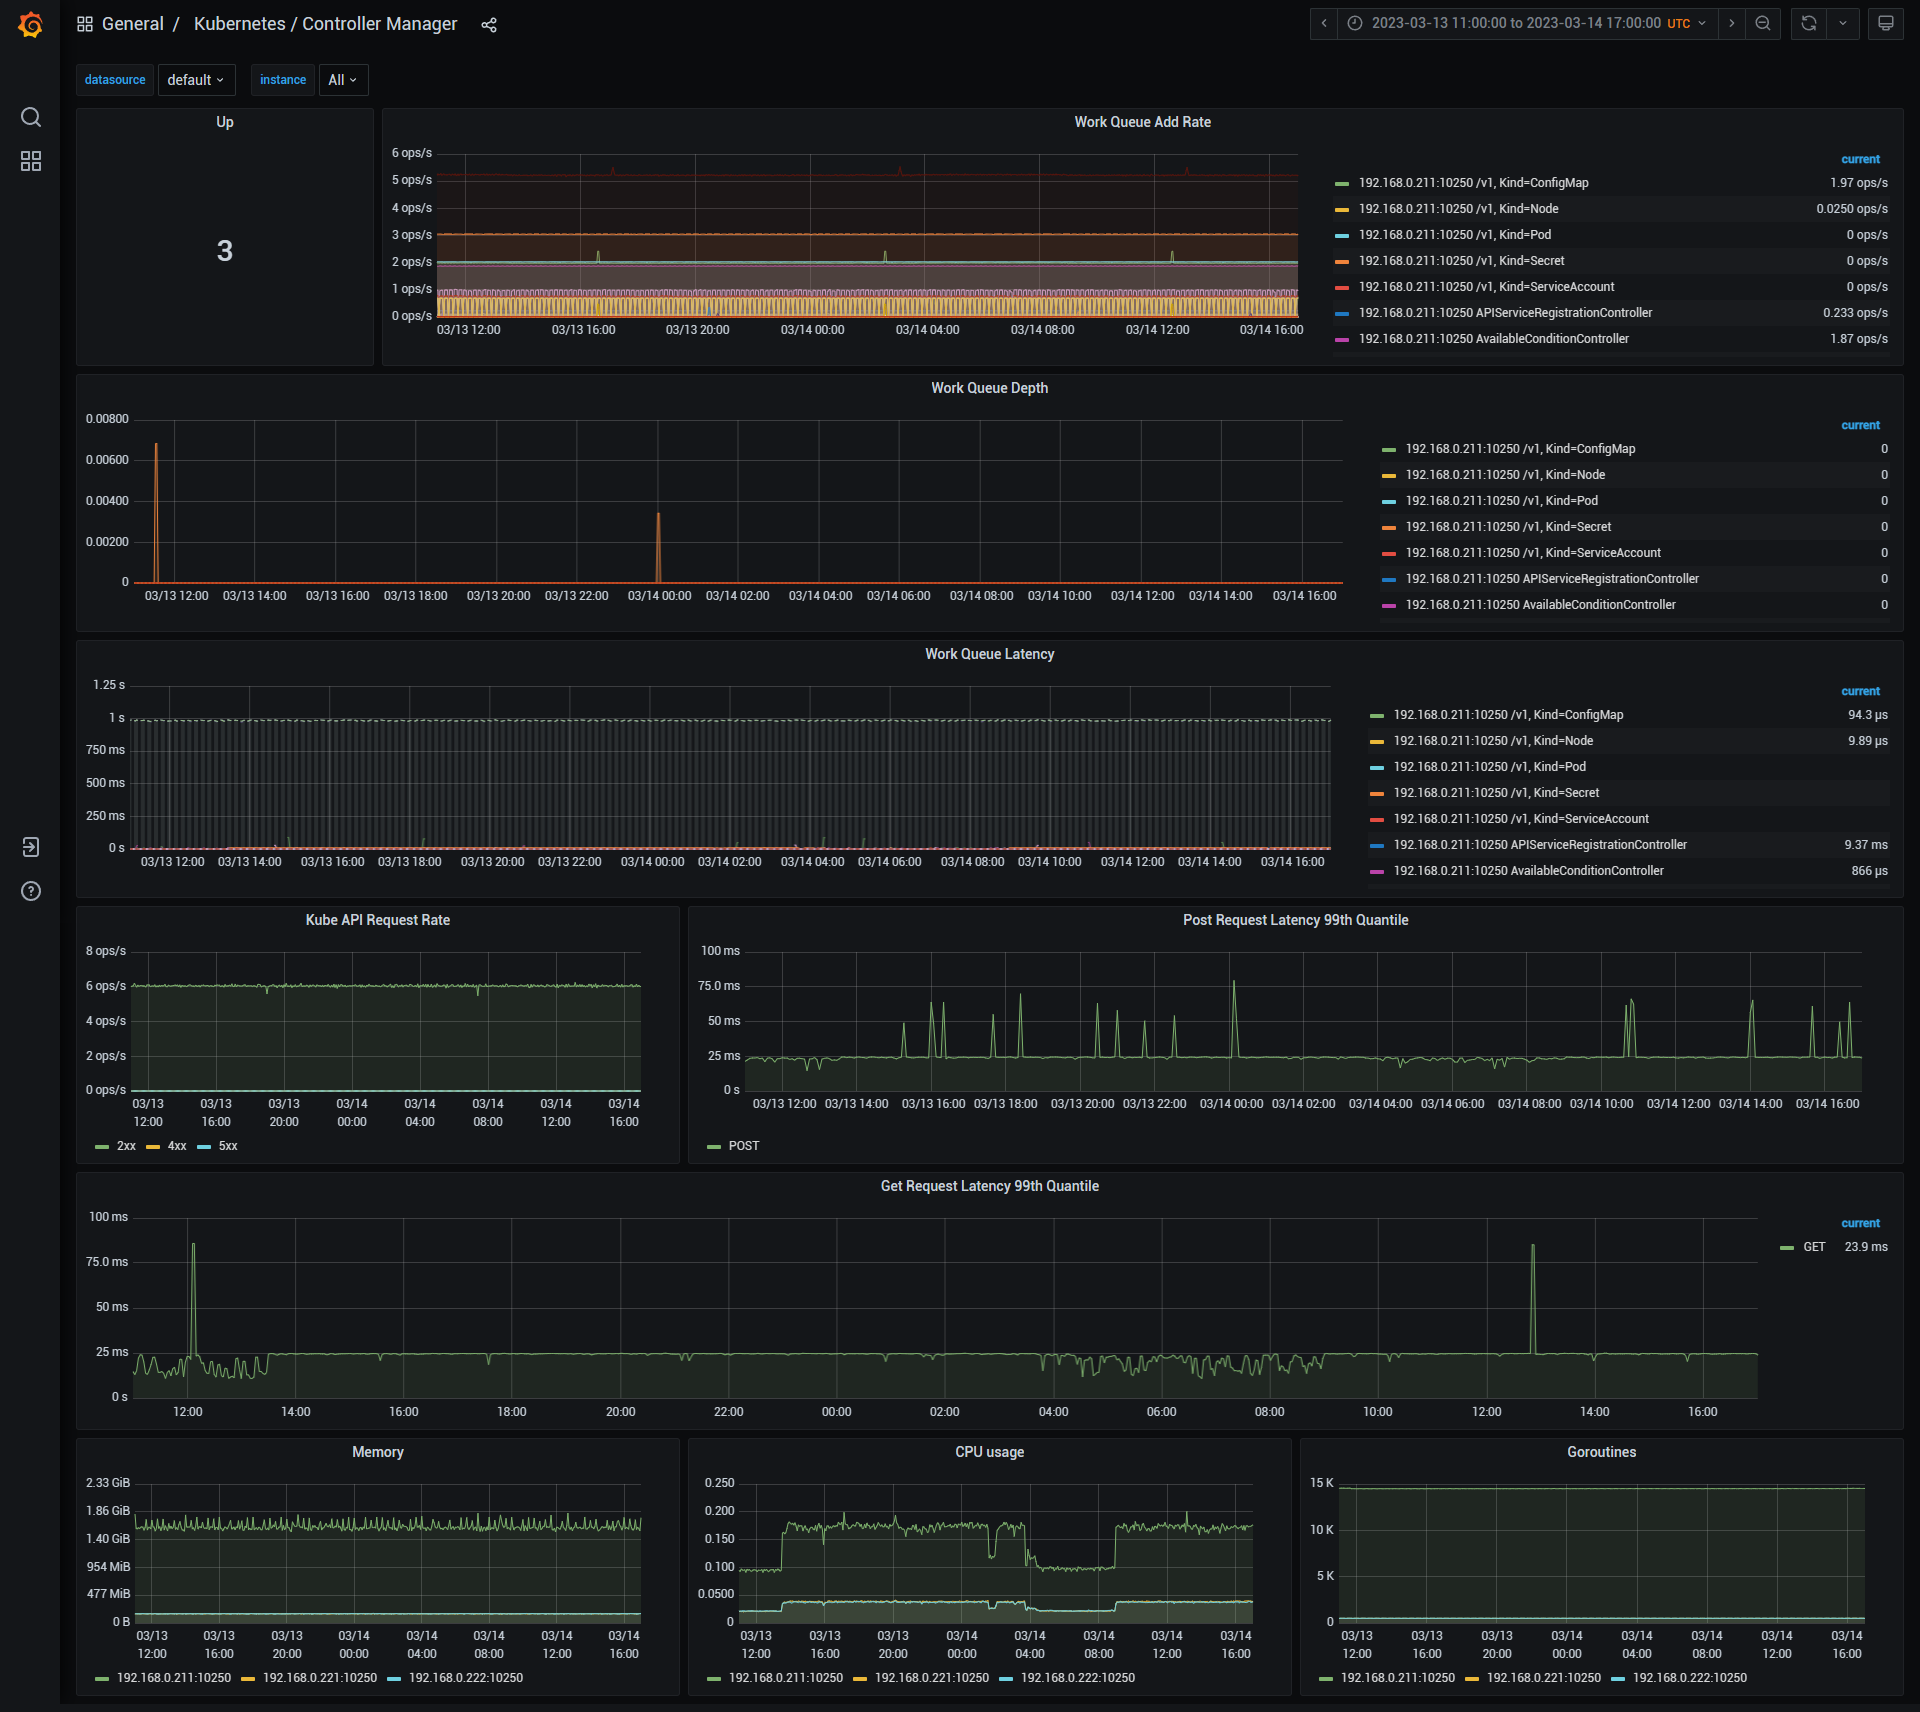 General / Kubernetes / Controller Manager
2023-03-13 11:00:00 to 2023-03-14 17:00:00 UTC
datasource default instance All
Up
3
Work Queue Add Rate
6 ops/s
5 ops/s
4 ops/s
3 ops/s
2 ops/s
1 ops/s
0 ops/s
03/13 12:00 03/13 16:00 03/13 20:00 03/14 00:00 03/14 04:00 03/14 08:00 03/14 12:00 03/14 16:00
current
192.168.0.211:10250 /v1, Kind=ConfigMap 1.97 ops/s
192.168.0.211:10250 /v1, Kind=Node 0.0250 ops/s
192.168.0.211:10250 /v1, Kind=Pod 0 ops/s
192.168.0.211:10250 /v1, Kind=Secret 0 ops/s
192.168.0.211:10250 /v1, Kind=ServiceAccount 0 ops/s
192.168.0.211:10250 APIServiceRegistrationController 0.233 ops/s
192.168.0.211:10250 AvailableConditionController 1.87 ops/s
Work Queue Depth
0.00800
0.00600
0.00400
0.00200
0
03/13 12:00 03/13 14:00 03/13 16:00 03/13 18:00 03/13 20:00 03/13 22:00 03/14 00:00 03/14 02:00 03/14 04:00 03/14 06:00 03/14 08:00 03/14 10:00 03/14 12:00 03/14 14:00 03/14 16:00
current
192.168.0.211:10250 /v1, Kind=ConfigMap 0
192.168.0.211:10250 /v1, Kind=Node 0
192.168.0.211:10250 /v1, Kind=Pod 0
192.168.0.211:10250 /v1, Kind=Secret 0
192.168.0.211:10250 /v1, Kind=ServiceAccount 0
192.168.0.211:10250 APIServiceRegistrationController 0
192.168.0.211:10250 AvailableConditionController 0
Work Queue Latency
1.25 s
1 s
750 ms
500 ms
250 ms
0 s
03/13 12:00 03/13 14:00 03/13 16:00 03/13 18:00 03/13 20:00 03/13 22:00 03/14 00:00 03/14 02:00 03/14 04:00 03/14 06:00 03/14 08:00 03/14 10:00 03/14 12:00 03/14 14:00 03/14 16:00
current
192.168.0.211:10250 /v1, Kind=ConfigMap 94.3 µs
192.168.0.211:10250 /v1, Kind=Node 9.89 µs
192.168.0.211:10250 /v1, Kind=Pod
192.168.0.211:10250 /v1, Kind=Secret
192.168.0.211:10250 /v1, Kind=ServiceAccount
192.168.0.211:10250 APIServiceRegistrationController 9.37 ms
192.168.0.211:10250 AvailableConditionController 866 µs
Kube API Request Rate
8 ops/s
6 ops/s
4 ops/s
2 ops/s
0 ops/s
03/13 03/13 03/13 03/14 03/14 03/14 03/14 03/14
12:00 16:00 20:00 00:00 04:00 08:00 12:00 16:00
2xx 4xx 5xx
Post Request Latency 99th Quantile
100 ms
75.0 ms
50 ms
25 ms
0 s
03/13 12:00 03/13 14:00 03/13 16:00 03/13 18:00 03/13 20:00 03/13 22:00 03/14 00:00 03/14 02:00 03/14 04:00 03/14 06:00 03/14 08:00 03/14 10:00 03/14 12:00 03/14 14:00 03/14 16:00
POST
Get Request Latency 99th Quantile
100 ms
75.0 ms
50 ms
25 ms
0 s
12:00 14:00 16:00 18:00 20:00 22:00 00:00 02:00 04:00 06:00 08:00 10:00 12:00 14:00 16:00
current
GET 23.9 ms
Memory
2.33 GiB
1.86 GiB
1.40 GiB
954 MiB
477 MiB
0 B
03/13 03/13 03/13 03/14 03/14 03/14 03/14 03/14
12:00 16:00 20:00 00:00 04:00 08:00 12:00 16:00
192.168.0.211:10250 192.168.0.221:10250 192.168.0.222:10250
CPU usage
0.250
0.200
0.150
0.100
0.0500
0
03/13 03/13 03/13 03/14 03/14 03/14 03/14 03/14
12:00 16:00 20:00 00:00 04:00 08:00 12:00 16:00
192.168.0.211:10250 192.168.0.221:10250 192.168.0.222:10250
Goroutines
15 K
10 K
5 K
0
03/13 03/13 03/13 03/14 03/14 03/14 03/14 03/14
12:00 16:00 20:00 00:00 04:00 08:00 12:00 16:00
192.168.0.211:10250 192.168.0.221:10250 192.168.0.222:10250